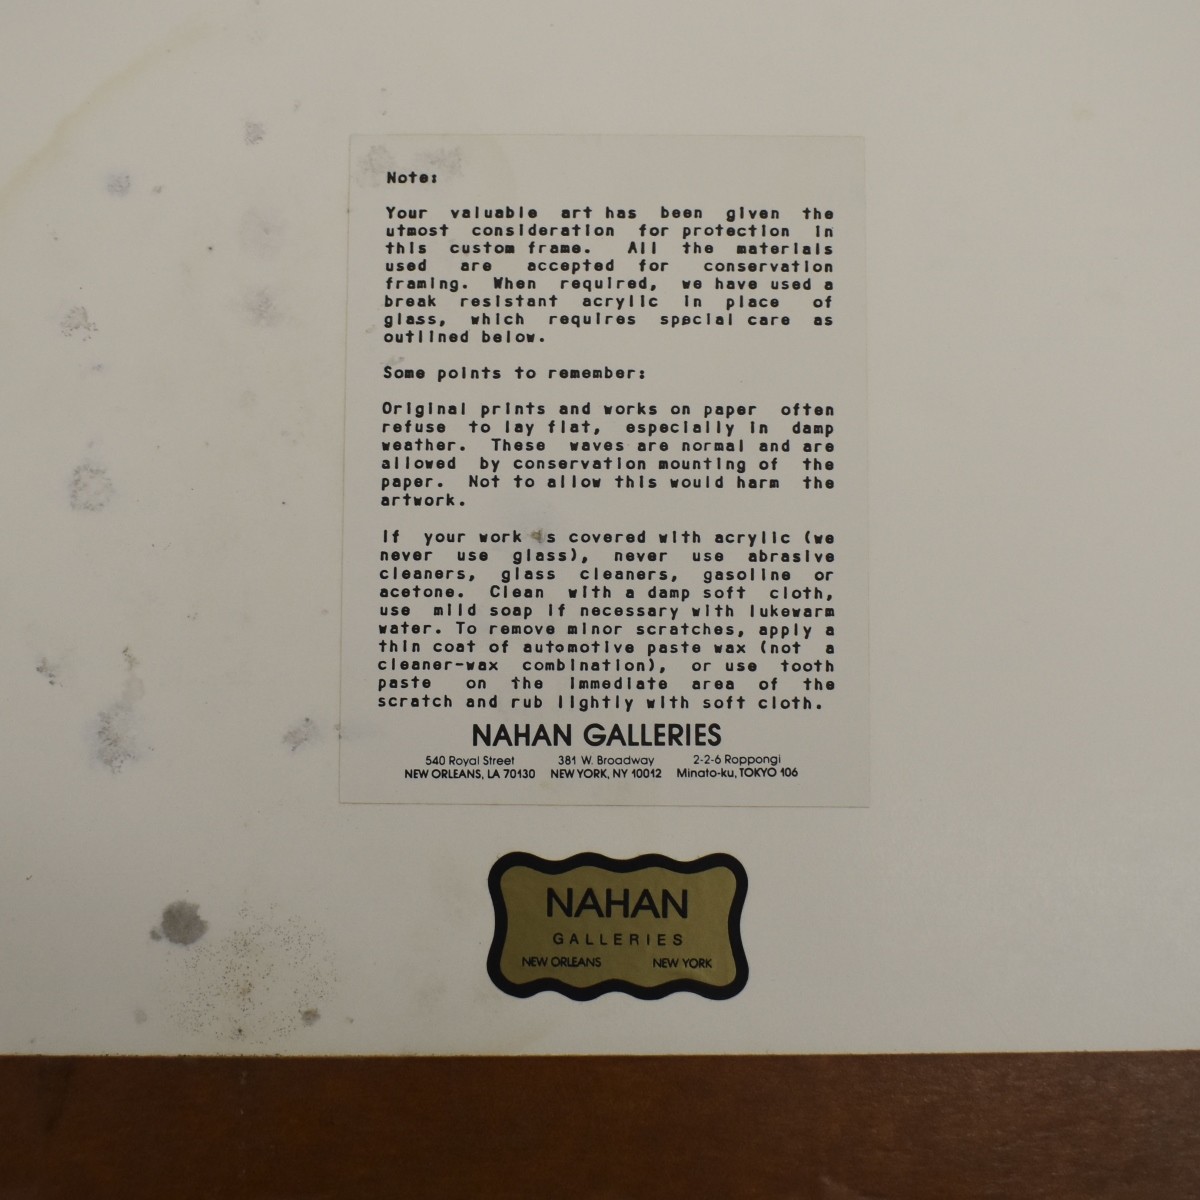 Note:
Your valuable art has been given the
utmost consideration for protection in
this custom frame. All the materials
used are accepted for conservation
framing. When required, we have used a
break resistant acrylic in place of
glass, which requires special care as
outlined below.
Some points to remember:
Original prints and works on paper often
refuse to lay flat, especially in damp
weather. These waves are normal and are
allowed by conservation mounting of the
paper. Not to allow this would harm the
artwork.
If your work is covered with acrylic (we
never use glass), never use abrasive
cleaners, glass cleaners, gasoline or
acetone. Clean with a damp soft cloth,
use mild soap if necessary with lukewarm
water. To remove minor scratches, apply a
thin coat of automotive paste wax (not a
cleaner-wax combination), or use tooth
paste on the immediate area of the
scratch and rub lightly with soft cloth.
NAHAN GALLERIES
540 Royal Street 381 W. Broadway 2-2-6 Roppongi
NEW ORLEANS, LA 70130 NEW YORK, NY 10012 Minato-ku, TOKYO 106
NAHAN
GALLERIES
NEW ORLEANS NEW YORK